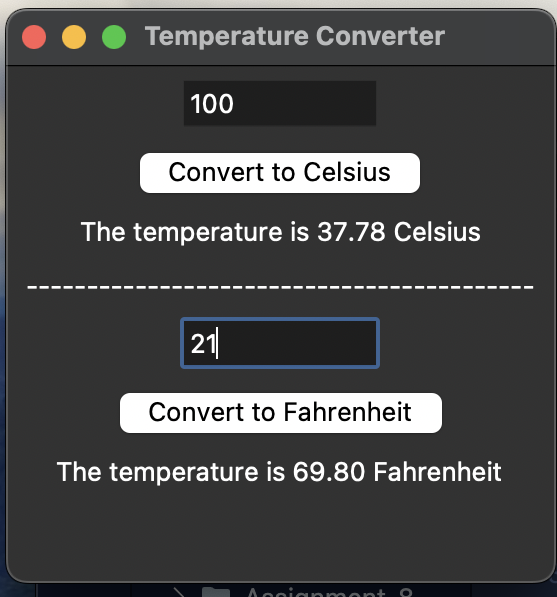 Temperature Converter
100
Convert to Celsius
The temperature is 37.78 Celsius
------------------------------------------
21
Convert to Fahrenheit
The temperature is 69.80 Fahrenheit
Assignment_8